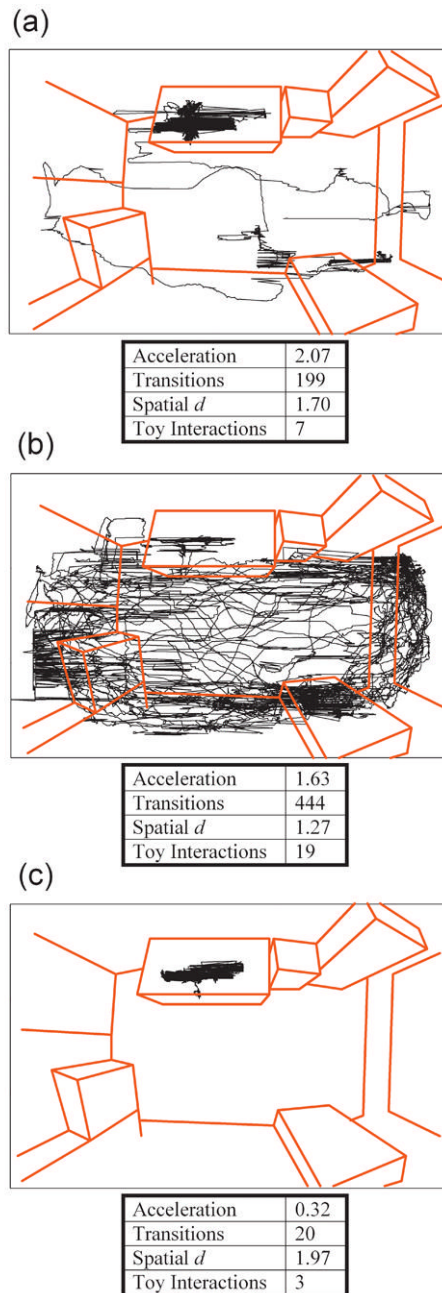 (a)
Acceleration 2.07
Transitions 199
Spatial d 1.70
Toy Interactions 7
(b)
Acceleration 1.63
Transitions 444
Spatial d 1.27
Toy Interactions 19
(c)
Acceleration 0.32
Transitions 20
Spatial d 1.97
Toy Interactions 3